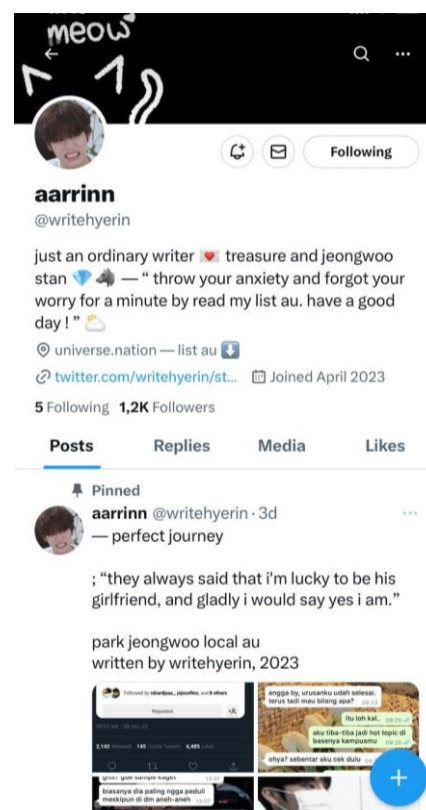 meow
Following
aarrinn
@writehyerin
just an ordinary writer 💌 treasure and jeongwoo
stan 💎🐺 — “ throw your anxiety and forgot your
worry for a minute by read my list au. have a good
day ! ” 🌥️
universe.nation — list au ⬇️
twitter.com/writehyerin/st... Joined April 2023
5 Following 1,2K Followers
Posts Replies Media Likes
Pinned
aarrinn @writehyerin · 3d
— perfect journey
; “they always said that i'm lucky to be his
girlfriend, and gladly i would say yes i am.”
park jeongwoo local au
written by writehyerin, 2023
Requested
engga by, urusanku udah selesai.
terus tadi mau bilang apa? 09:23
itu loh kal..
aku tiba-tiba jadi hot topic di
basenya kampusmu
ohya? sebentar aku cek dulu
biasanya dia paling ngga peduli
meskipun di dm aneh-aneh 13:07